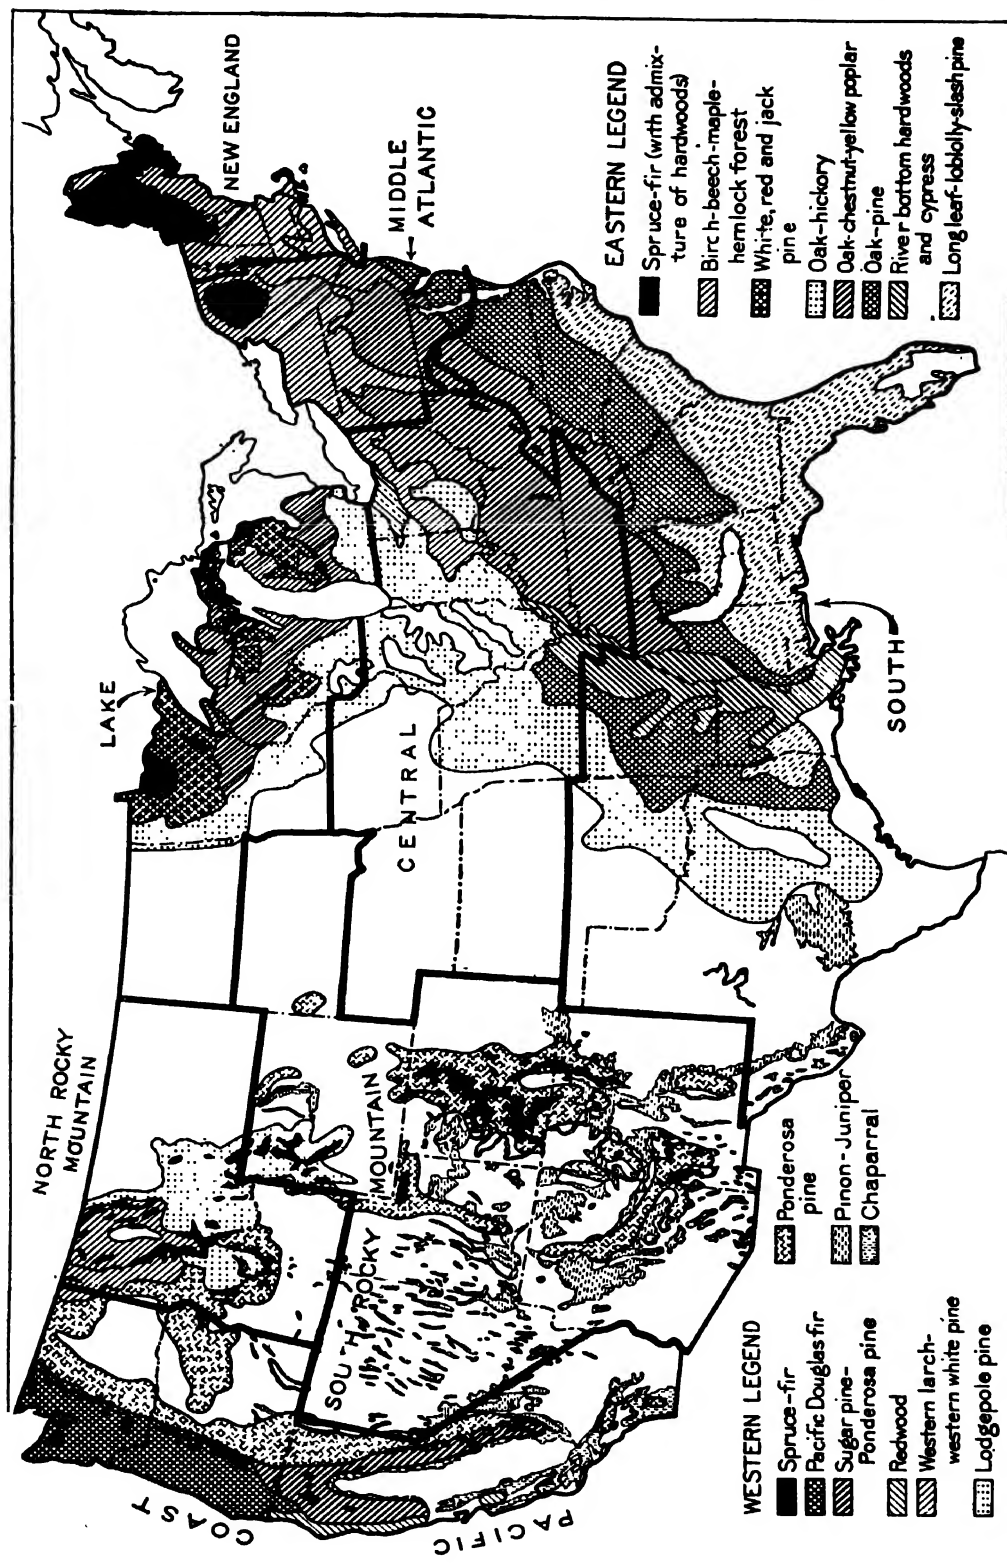 NORTH ROCKY
MOUNTAIN
LAKE
NEW ENGLAND
MIDDLE
ATLANTIC
CENTRAL
SOUTH ROCKY
MOUNTAIN
PACIFIC
COAST
SOUTH
WESTERN LEGEND
Spruce-fir
Pacific Douglas fir
Sugar pine-
Ponderosa pine
Redwood
Western larch-
western white pine
Lodgepole pine
Ponderosa
pine
Pinon-Juniper
Chaparral
EASTERN LEGEND
Spruce-fir (with admix-
ture of hardwoods)
Birch-beech-maple-
hemlock forest
White, red and jack
pine
Oak-hickory
Oak-chestnut-yellow poplar
Oak-pine
River bottom hardwoods
and cypress
Longleaf-loblolly-slash pine